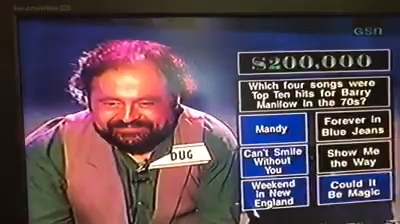 GSN
$200,000
Which four songs were
Top Ten hits for Barry
Manilow in the 70s?
Mandy
Forever in
Blue Jeans
Can't Smile
Without
You
Show Me
the Way
Weekend
in New
England
Could It
Be Magic
DUG